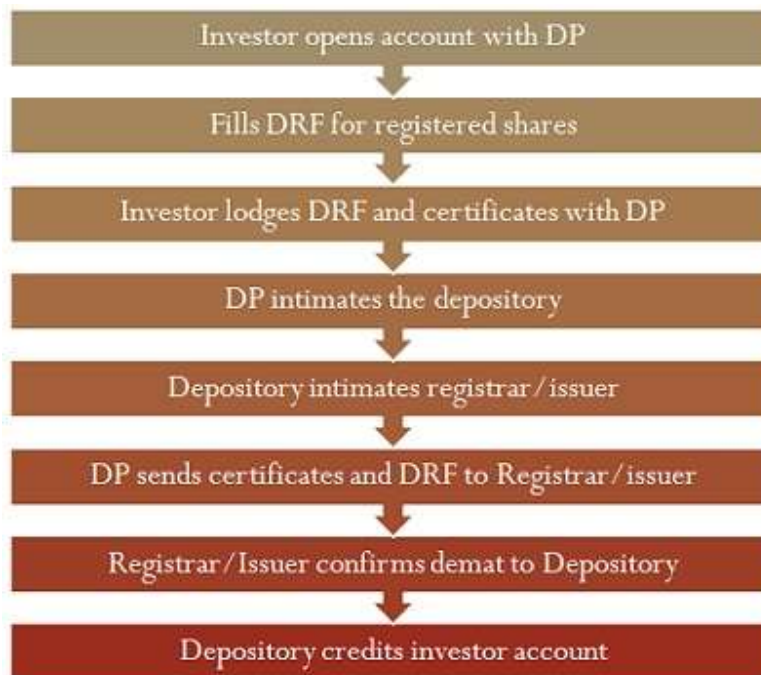 Investor opens account with DP
Fills DRF for registered shares
Investor lodges DRF and certificates with DP
DP intimates the depository
Depository intimates registrar/issuer
DP sends certificates and DRF to Registrar/issuer
Registrar/Issuer confirms demat to Depository
Depository credits investor account